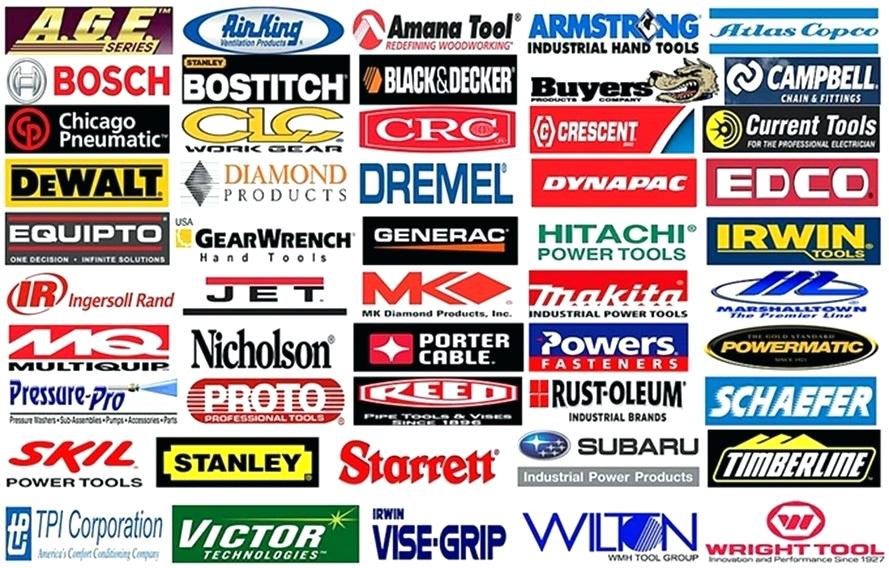 A.G.E.™
SERIES
AirKing®
Ventilation Products
Amana Tool®
REDEFINING WOODWORKING®
ARMSTRONG
INDUSTRIAL HAND TOOLS
Atlas Copco
BOSCH
STANLEY
BOSTITCH®
BLACK&DECKER®
Buyers
PRODUCTS COMPANY
CAMPBELL®
CHAIN & FITTINGS
CP
Chicago
Pneumatic™
CLC
WORK GEAR®
CRC®
CRESCENT
Current Tools
FOR THE PROFESSIONAL ELECTRICIAN
DEWALT®
DIAMOND
PRODUCTS
DREMEL®
DYNAPAC
EDCO®
EQUIPTO®
ONE DECISION • INFINITE SOLUTIONS
USA
GEARWRENCH®
Hand Tools
GENERAC®
HITACHI®
POWER TOOLS
IRWIN®
TOOLS
IR Ingersoll Rand
JET
MK®
MK Diamond Products, Inc.
Makita®
INDUSTRIAL POWER TOOLS
M
MARSHALLTOWN
The Premier Line
MQ
MULTIQUIP
Nicholson®
PORTER
CABLE®
Powers®
FASTENERS
THE GOLD STANDARD
POWERMATIC®
SINCE 1921
Pressure-Pro
Pressure Washers • Sub-Assemblies • Pumps • Accessories • Parts
PROTO
PROFESSIONAL TOOLS®
REED
PIPE TOOLS & VISES
SINCE 1896
RUST-OLEUM®
INDUSTRIAL BRANDS
SCHAEFER
SKIL®
POWER TOOLS
STANLEY®
Starrett®
SUBARU
Industrial Power Products
TIMBERLINE
TPI Corporation
America's Comfort Conditioning Company
VICTOR®
TECHNOLOGIES™
IRWIN
VISE-GRIP®
WILTON
WMH TOOL GROUP
W
WRIGHT TOOL
Innovation and Performance Since 1927